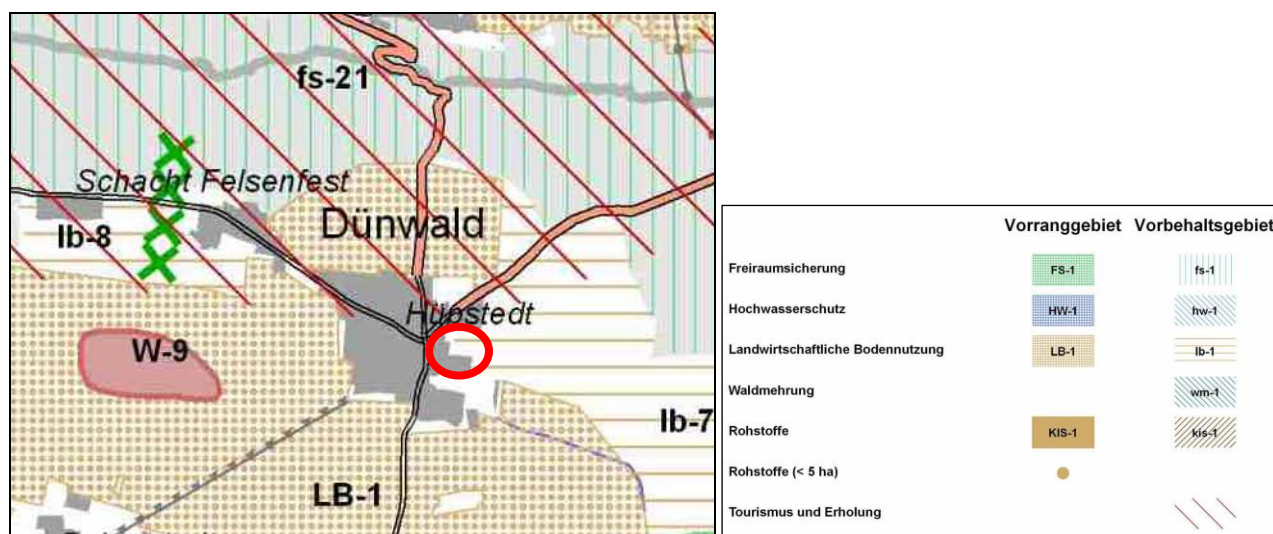 fs-21
Schacht Felsenfest
Dünwald
lb-8
Hüpstedt
W-9
lb-7
LB-1
Vorranggebiet Vorbehaltsgebiet
Freiraumsicherung FS-1 fs-1
Hochwasserschutz HW-1 hw-1
Landwirtschaftliche Bodennutzung LB-1 lb-1
Waldmehrung wm-1
Rohstoffe KIS-1 kis-1
Rohstoffe (< 5 ha)
Tourismus und Erholung